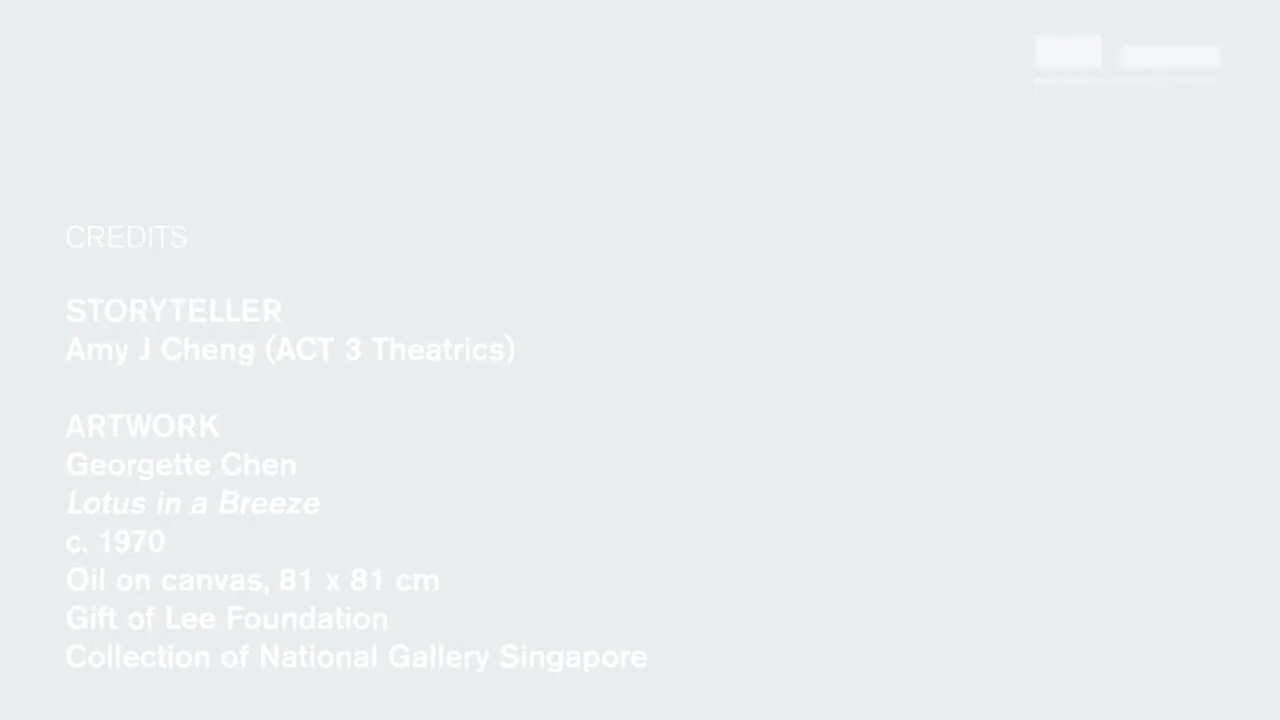 CREDITS
STORYTELLER
Amy J Cheng (ACT 3 Theatrics)
ARTWORK
Georgette Chen
Lotus in a Breeze
c. 1970
Oil on canvas, 81 x 81 cm
Gift of Lee Foundation
Collection of National Gallery Singapore